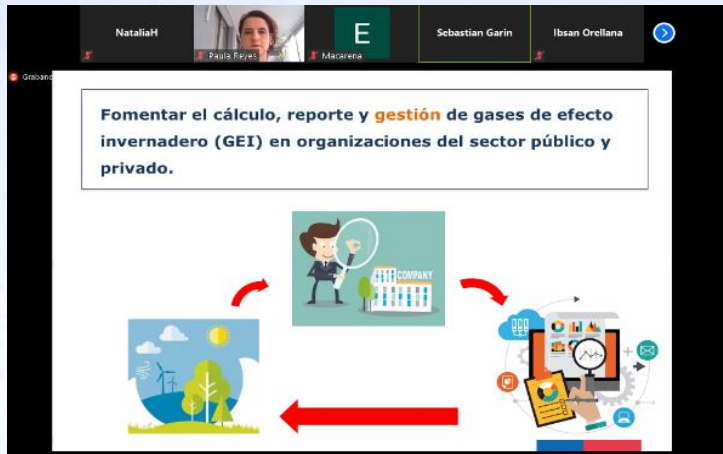 NataliaH
Paula Reyes
E
Macarena
Sebastian Garin
Ibsan Orellana
Grabando
Fomentar el cálculo, reporte y gestión de gases de efecto
invernadero (GEI) en organizaciones del sector público y
privado.
COMPANY